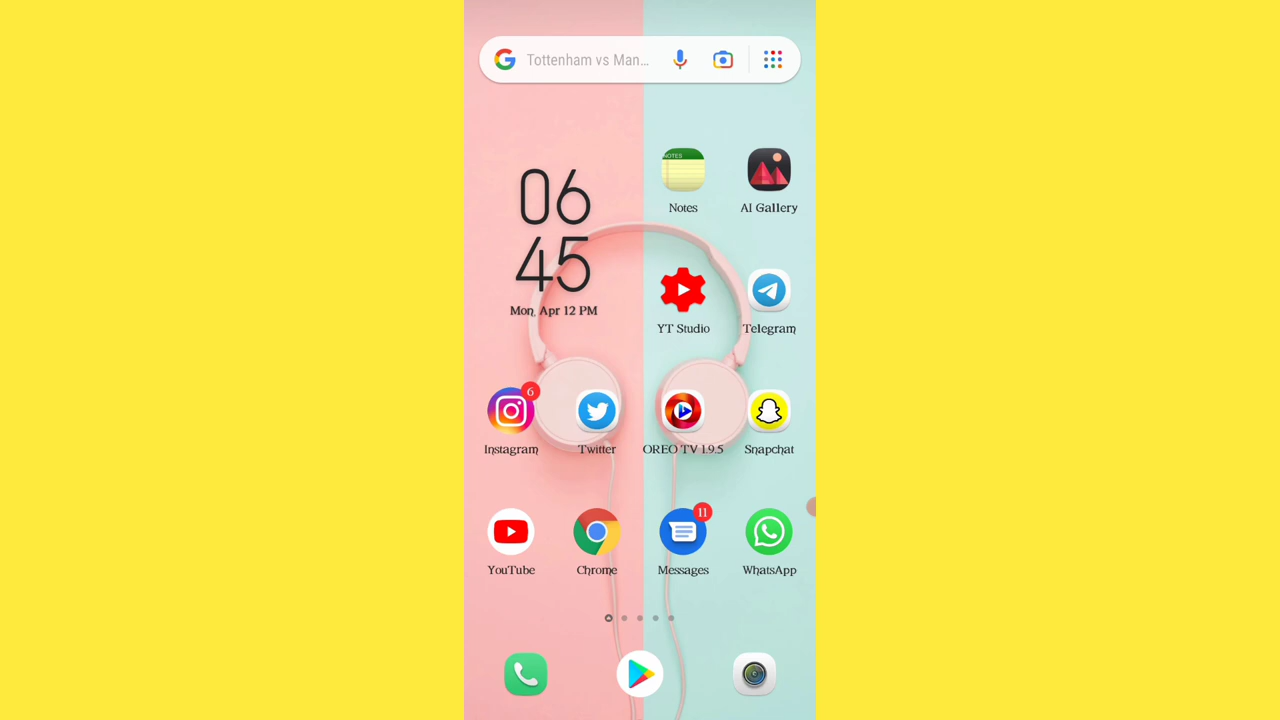 Tottenham vs Man...
NOTES
Notes
AI Gallery
06
45
Mon, Apr 12 PM
YT Studio
Telegram
6
Instagram
Twitter
OREO TV 1.9.5
Snapchat
11
YouTube
Chrome
Messages
WhatsApp